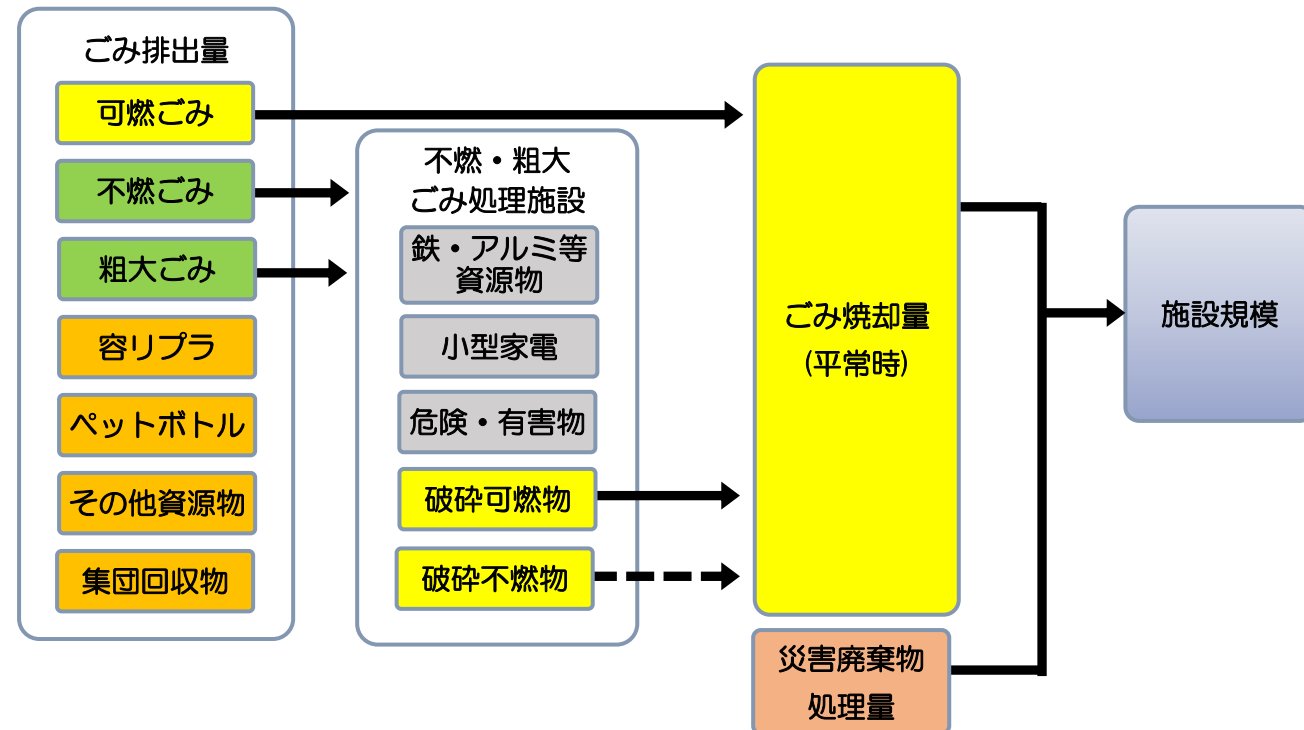 ごみ排出量
可燃ごみ
不燃ごみ
粗大ごみ
容リプラ
ペットボトル
その他資源物
集団回収物
不燃・粗大
ごみ処理施設
鉄・アルミ等
資源物
小型家電
危険・有害物
破砕可燃物
破砕不燃物
ごみ焼却量
(平常時)
災害廃棄物
処理量
施設規模